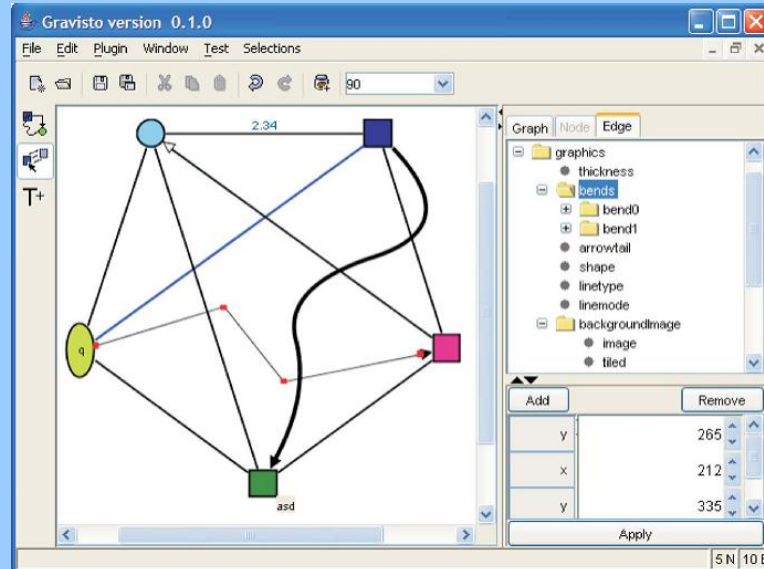 Gravisto version 0.1.0
File Edit Plugin Window Test Selections
90
2.34
q
asd
T+
Graph Node Edge
graphics
thickness
bends
bend0
bend1
arrowtail
shape
linetype
linemode
backgroundImage
image
tiled
Add Remove
y 265
x 212
y 335
Apply
5 N 10 E